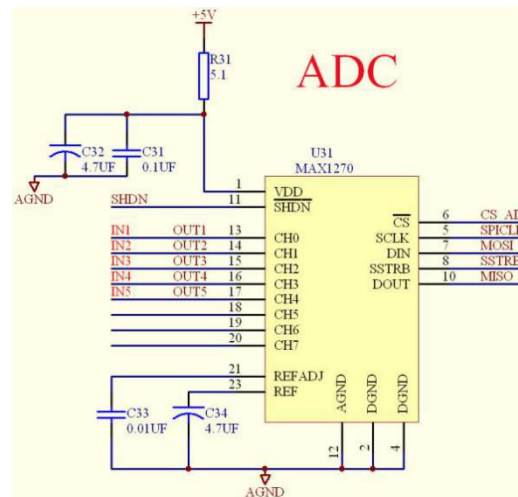 +5V
R31
5.1
ADC
C32
4.7UF
C31
0.1UF
AGND
U31
MAX1270
1
VDD
SHDN
11
SHDN
IN1 OUT1 13 CH0
IN2 OUT2 14 CH1
IN3 OUT3 15 CH2
IN4 OUT4 16 CH3
IN5 OUT5 17 CH4
18 CH5
19 CH6
20 CH7
CS 6
SCLK 5 SPICL
DIN 7 MOSI
SSTRB 8
DOUT 10 MISO
21 REFADJ
23 REF
C33
0.01UF
C34
4.7UF
AGND
DGND
DGND
12
2
4
AGND